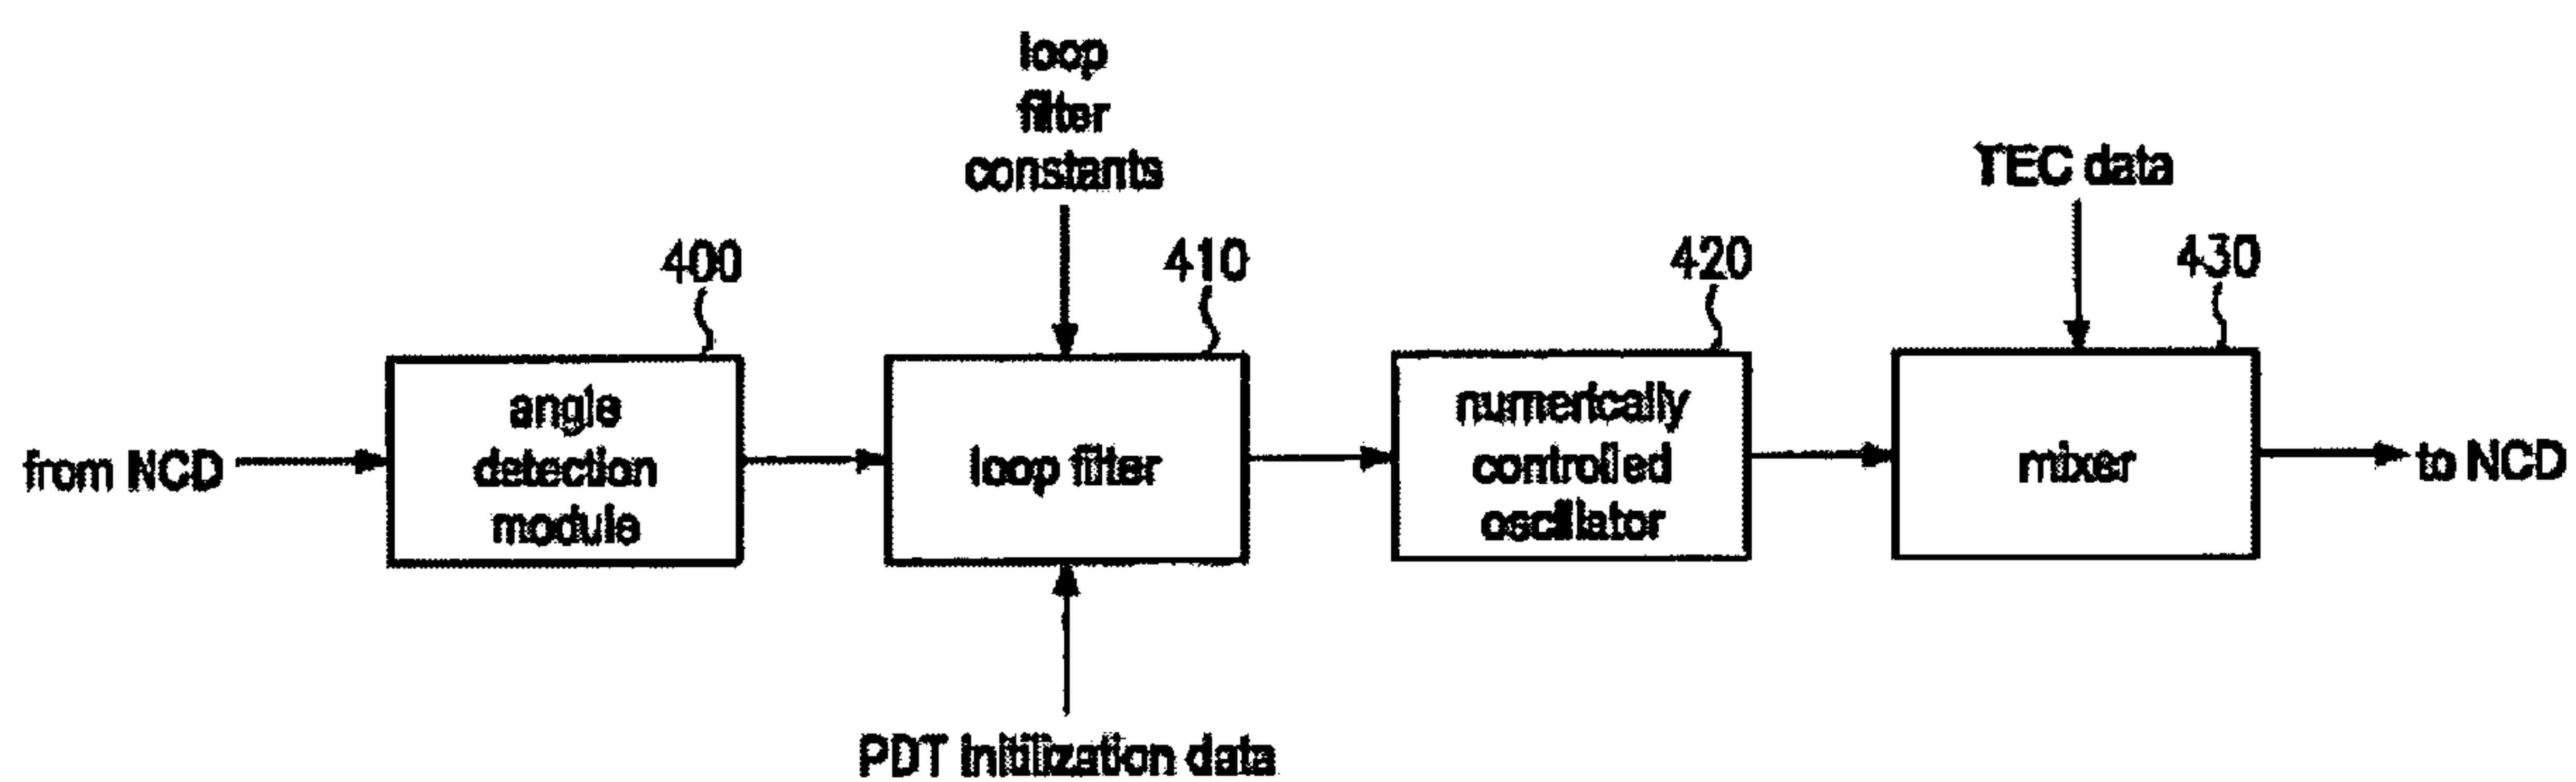 loop
filter
constants
TEC data
400
410
420
430
from NCD
angle
detection
module
loop filter
numerically
controlled
oscillator
mixer
to NCD
PDT initilization data